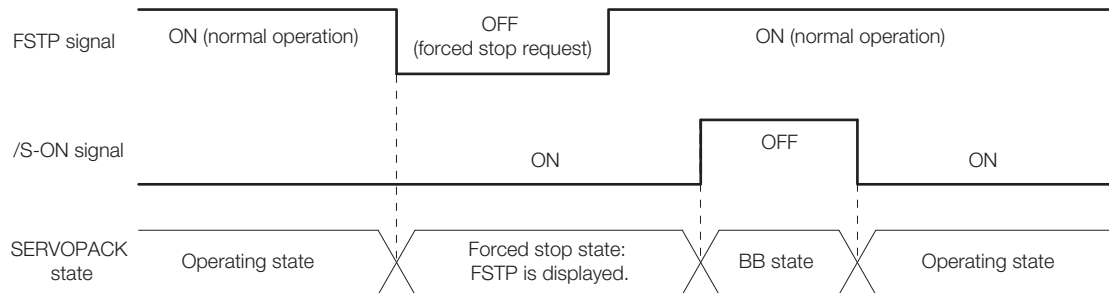 OFF
FSTP signal ON (normal operation) (forced stop request) ON (normal operation)
/S-ON signal OFF
ON ON
SERVOPACK Forced stop state:
state Operating state FSTP is displayed. BB state Operating state